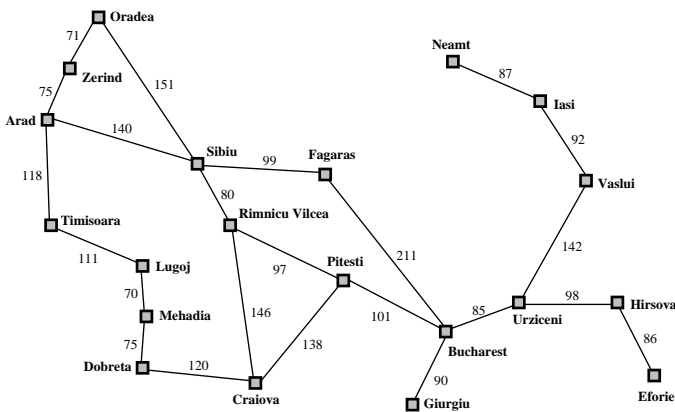 Oradea
71
Neamt
Zerind
87
151
75
Iasi
Arad
140
92
Sibiu
Fagaras
99
118
80
Vaslui
Rimnicu Vilcea
Timisoara
142
111
Pitesti
211
Lugoj
97
70
98
Hirsova
146
101
85
Mehadia
Urziceni
138
86
75
Bucharest
120
Dobreta
90
Craiova
Eforie
Giurgiu